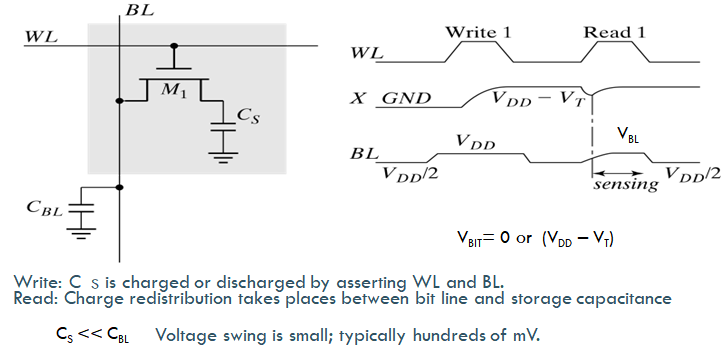 BL
WL
M1
CS
CBL
Write 1 Read 1
WL
X GND VDD − VT
VBL
BL VDD
VDD/2 sensing VDD/2
VBIT= 0 or (VDD – VT)
Write: C s is charged or discharged by asserting WL and BL.
Read: Charge redistribution takes places between bit line and storage capacitance
CS << CBL Voltage swing is small; typically hundreds of mV.